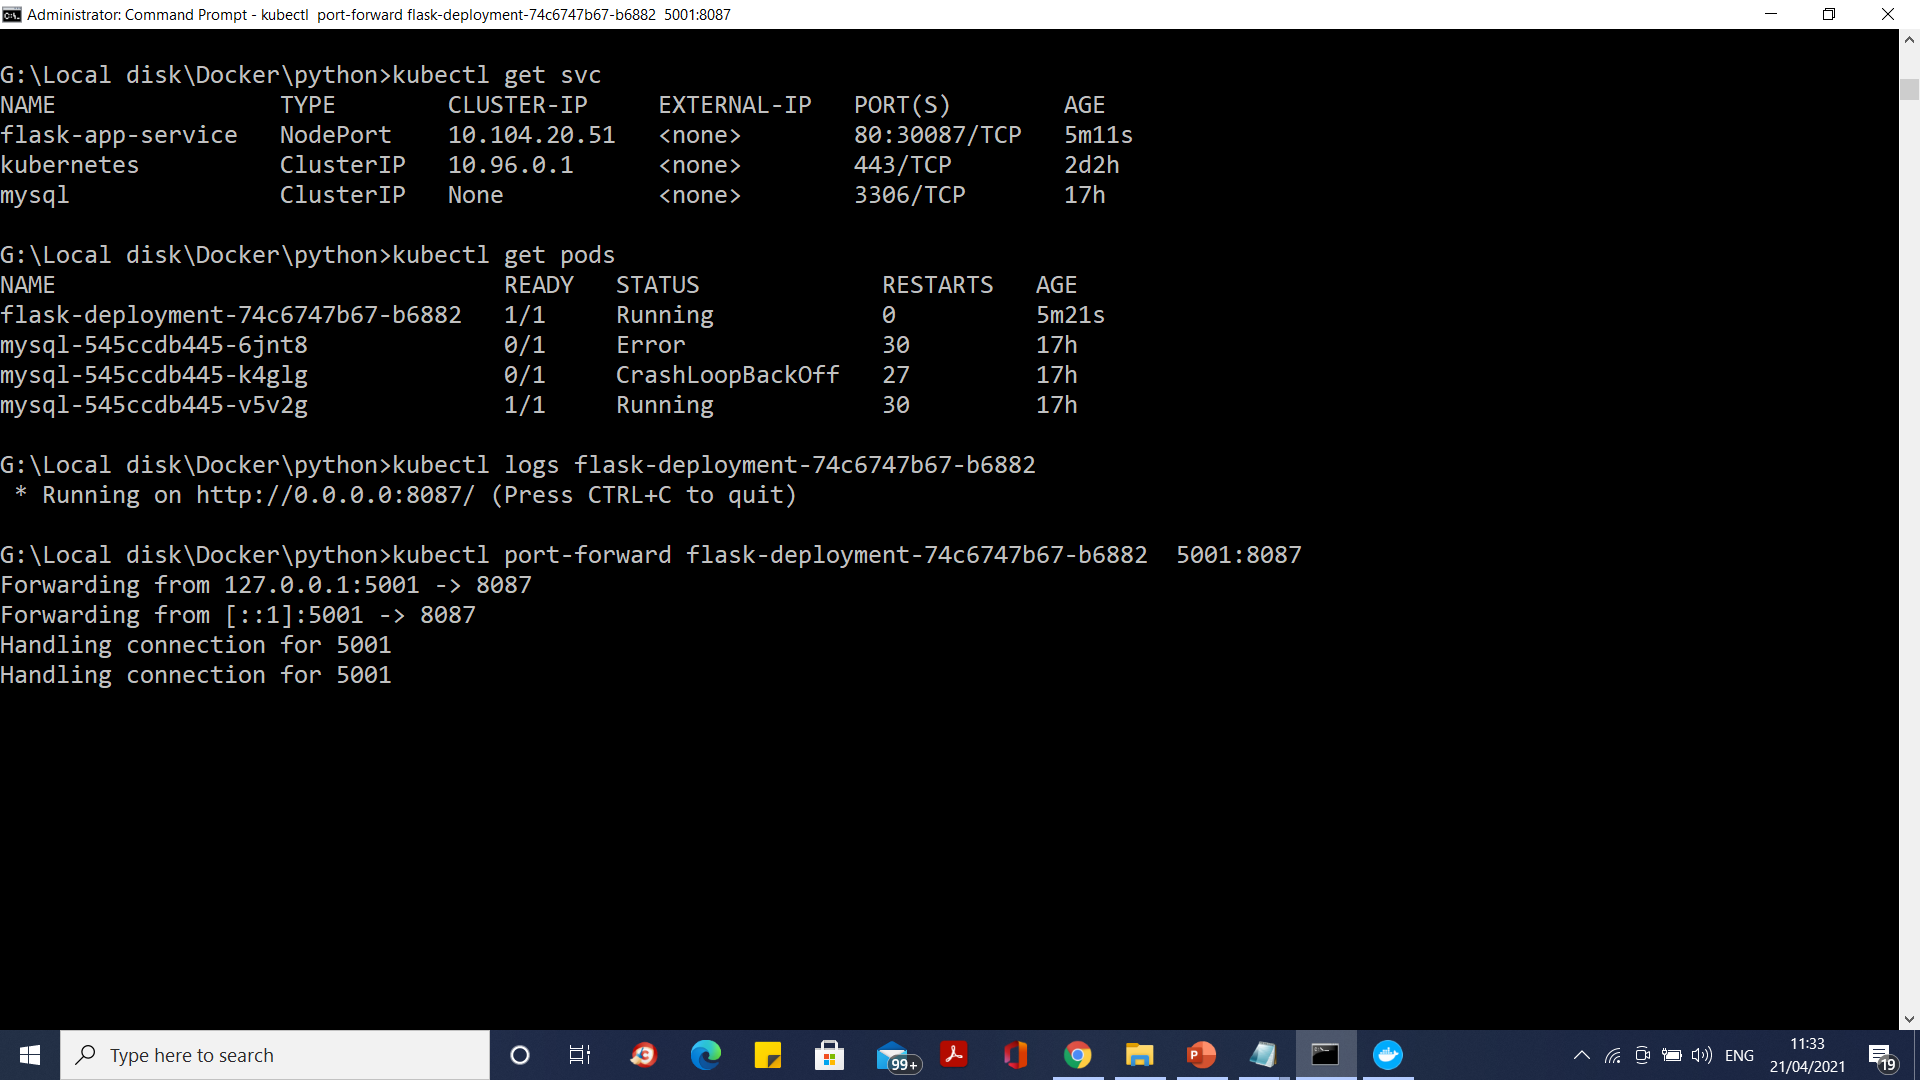 Administrator: Command Prompt - kubectl  port-forward flask-deployment-74c6747b67-b6882  5001:8087
G:\Local disk\Docker\python>kubectl get svc
NAME                TYPE        CLUSTER-IP     EXTERNAL-IP   PORT(S)        AGE
flask-app-service   NodePort    10.104.20.51   <none>        80:30087/TCP   5m11s
kubernetes          ClusterIP   10.96.0.1      <none>        443/TCP        2d2h
mysql               ClusterIP   None           <none>        3306/TCP       17h
G:\Local disk\Docker\python>kubectl get pods
NAME                                READY   STATUS             RESTARTS   AGE
flask-deployment-74c6747b67-b6882   1/1     Running            0          5m21s
mysql-545ccdb445-6jnt8              0/1     Error              30         17h
mysql-545ccdb445-k4glg              0/1     CrashLoopBackOff   27         17h
mysql-545ccdb445-v5v2g              1/1     Running            30         17h
G:\Local disk\Docker\python>kubectl logs flask-deployment-74c6747b67-b6882
 * Running on http://0.0.0.0:8087/ (Press CTRL+C to quit)
G:\Local disk\Docker\python>kubectl port-forward flask-deployment-74c6747b67-b6882  5001:8087
Forwarding from 127.0.0.1:5001 -> 8087
Forwarding from [::1]:5001 -> 8087
Handling connection for 5001
Handling connection for 5001
Type here to search
99+
ENG
11:33
21/04/2021
19